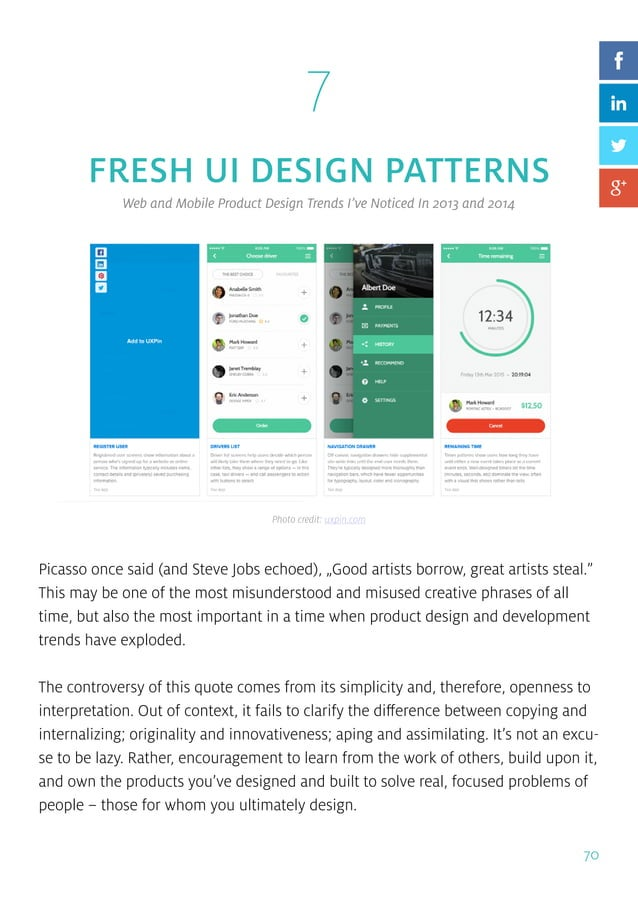 7
FRESH UI DESIGN PATTERNS
Web and Mobile Product Design Trends I've Noticed In 2013 and 2014
Add to UXPin
Choose driver
THE BEST CHOICE
FAVOURITES
Anabelle Smith
Jonathan Doe
Mark Howard
Janet Tremblay
Eric Anderson
Order
Albert Doe
PROFILE
PAYMENTS
HISTORY
RECOMMEND
HELP
SETTINGS
Time remaining
12:34
MINUTES
Friday 13th Mar 2015 - 20:19:04
Mark Howard
$12,50
Cancel
REGISTER USER
DRIVERS LIST
NAVIGATION DRAWER
REMAINING TIME
Photo credit: uxpin.com
Picasso once said (and Steve Jobs echoed), „Good artists borrow, great artists steal.”
This may be one of the most misunderstood and misused creative phrases of all
time, but also the most important in a time when product design and development
trends have exploded.
The controversy of this quote comes from its simplicity and, therefore, openness to
interpretation. Out of context, it fails to clarify the difference between copying and
internalizing; originality and innovativeness; aping and assimilating. It's not an excu-
se to be lazy. Rather, encouragement to learn from the work of others, build upon it,
and own the products you've designed and built to solve real, focused problems of
people – those for whom you ultimately design.
70